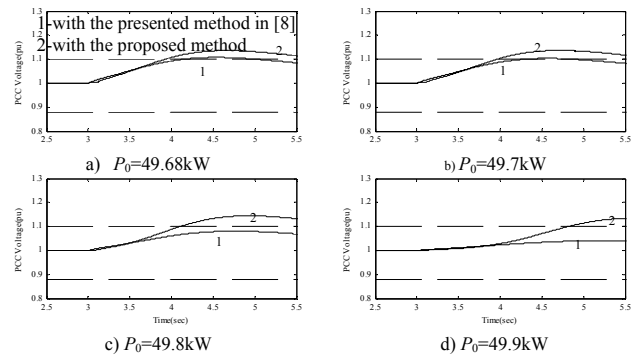 1-with the presented method in [8]
2-with the proposed method
PCC Voltage(pu)
1.3
1.2
1.1
1
0.9
0.8
2
1
2.5 3 3.5 4 4.5 5 5.5
a) P0=49.68kW
PCC Voltage(pu)
1.3
1.2
1.1
1
0.9
0.8
2
1
2.5 3 3.5 4 4.5 5 5.5
b) P0=49.7kW
PCC Voltage(pu)
1.3
1.2
1.1
1
0.9
0.8
2
1
2.5 3 3.5 4 4.5 5 5.5
Time(sec)
c) P0=49.8kW
PCC Voltage(pu)
1.3
1.2
1.1
1
0.9
0.8
2
1
2.5 3 3.5 4 4.5 5 5.5
Time(sec)
d) P0=49.9kW